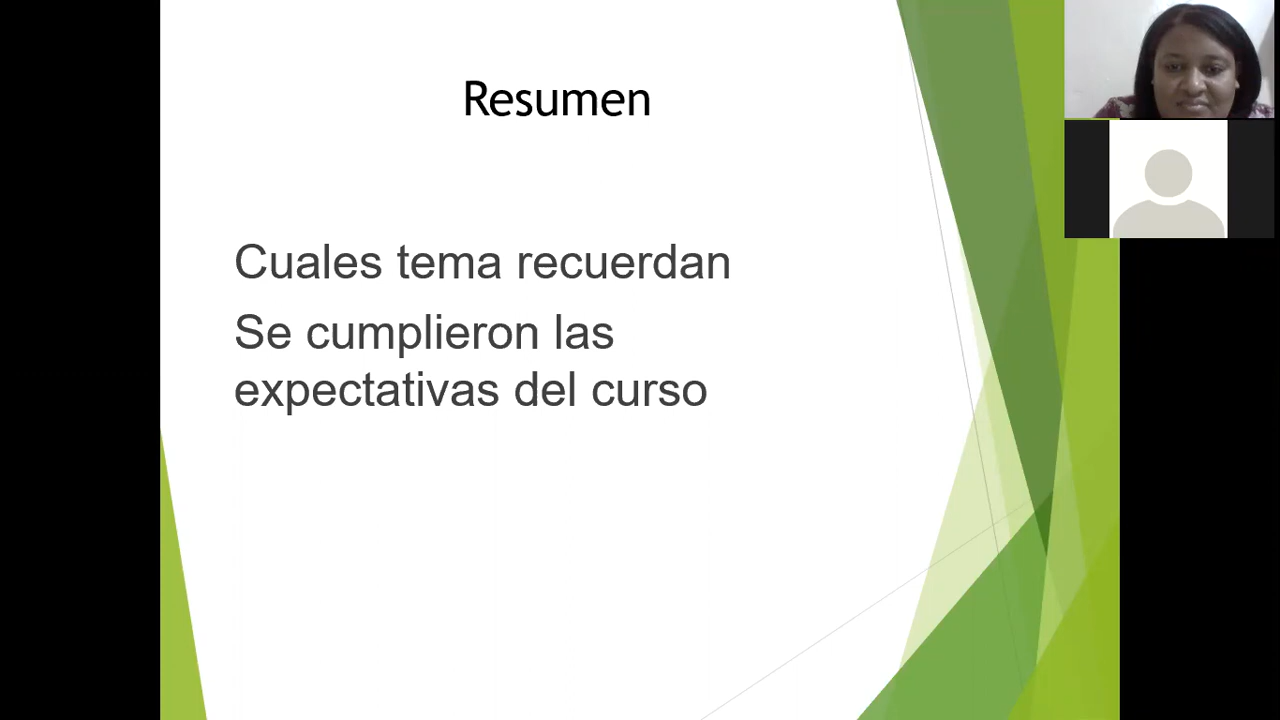 Resumen
Cuales tema recuerdan
Se cumplieron las
expectativas del curso